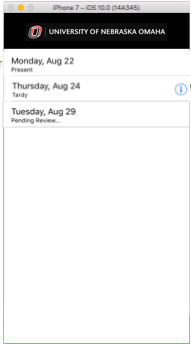 iPhone 7 – iOS 10.0 (14A345)
UNIVERSITY OF NEBRASKA OMAHA
Monday, Aug 22
Present
Thursday, Aug 24
Tardy
Tuesday, Aug 29
Pending Review...